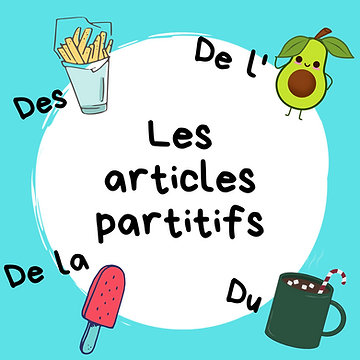 De l'
Des
Les
articles
partitifs
De la
Du